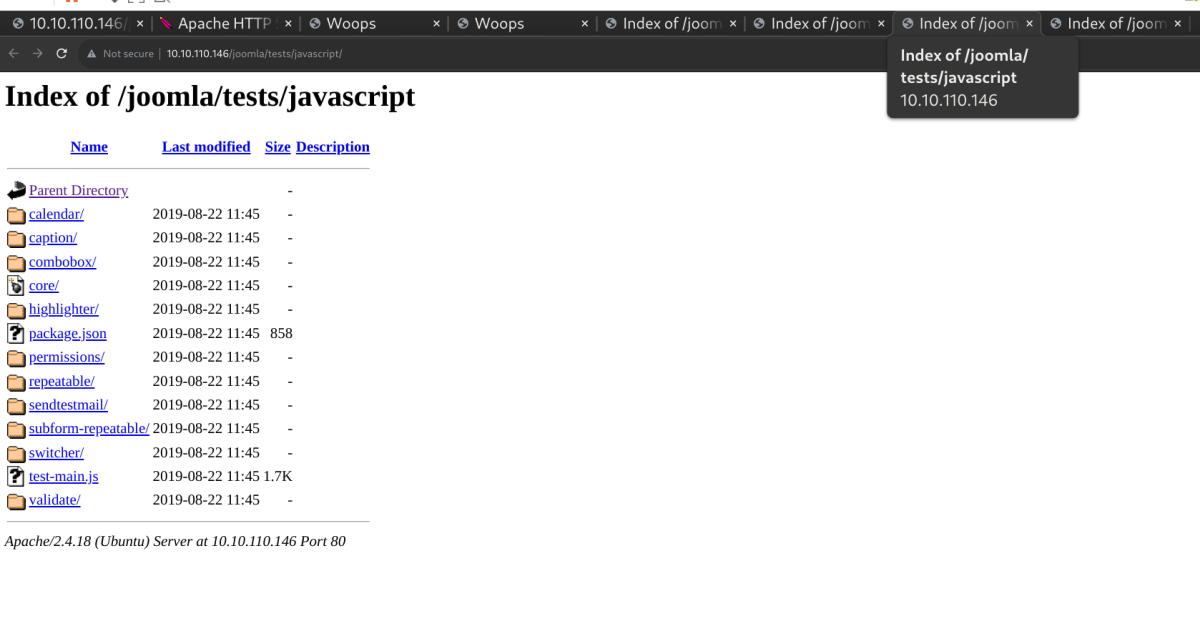 10.10.110.146/
Apache HTTP
Woops
Woops
Index of /joom
Index of /joom
Index of /joom
Index of /joom
Not secure
10.10.110.146/joomla/tests/javascript/
Index of /joomla/
tests/javascript
10.10.110.146
Index of /joomla/tests/javascript
Name Last modified Size Description
Parent Directory -
calendar/ 2019-08-22 11:45 -
caption/ 2019-08-22 11:45 -
combobox/ 2019-08-22 11:45 -
core/ 2019-08-22 11:45 -
highlighter/ 2019-08-22 11:45 -
package.json 2019-08-22 11:45 858
permissions/ 2019-08-22 11:45 -
repeatable/ 2019-08-22 11:45 -
sendtestmail/ 2019-08-22 11:45 -
subform-repeatable/ 2019-08-22 11:45 -
switcher/ 2019-08-22 11:45 -
test-main.js 2019-08-22 11:45 1.7K
validate/ 2019-08-22 11:45 -
Apache/2.4.18 (Ubuntu) Server at 10.10.110.146 Port 80